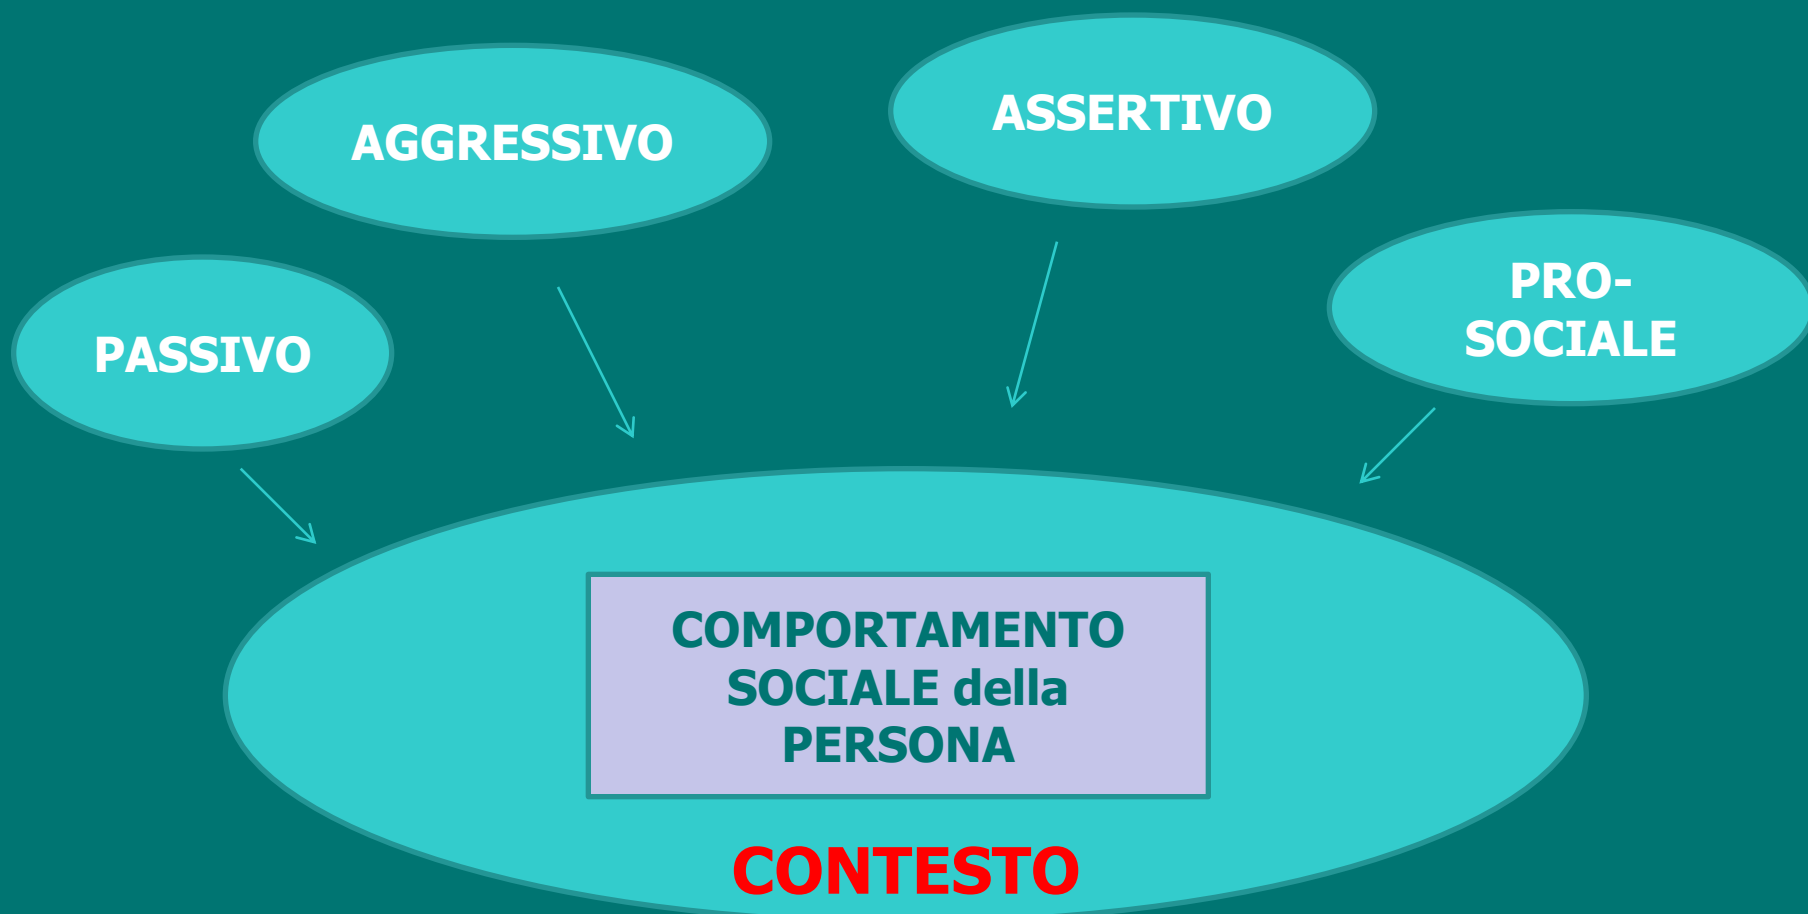 AGGRESSIVO
ASSERTIVO
PASSIVO
PRO-
SOCIALE
COMPORTAMENTO
SOCIALE della
PERSONA
CONTESTO